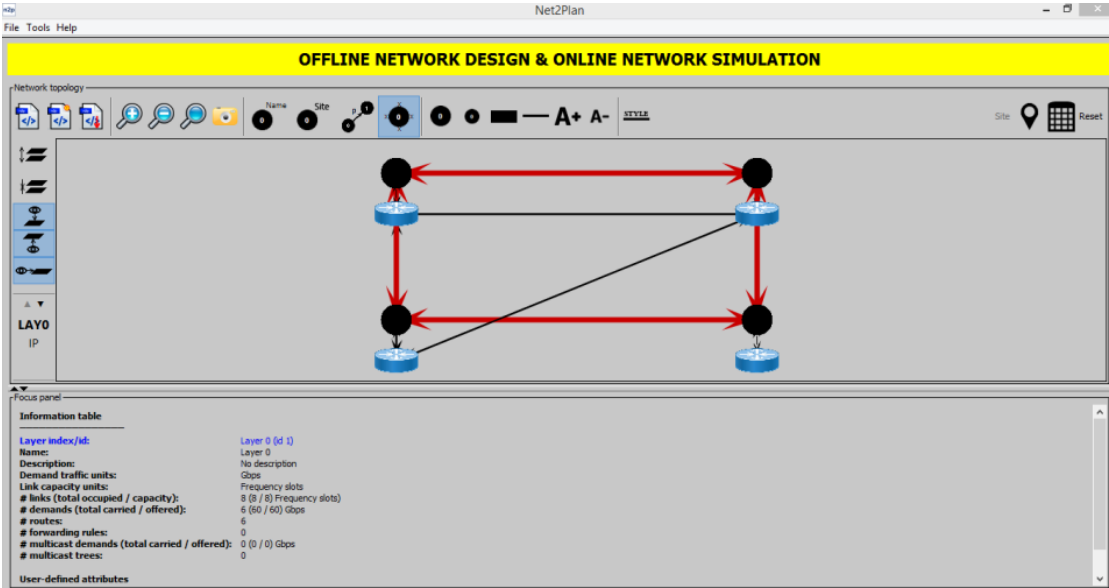 Net2Plan
File Tools Help
OFFLINE NETWORK DESIGN & ONLINE NETWORK SIMULATION
Network topology
Name
Site
A+ A- STYLE
Site
Reset
LAY0
IP
Focus panel
Information table
Layer index/id: Layer 0 (id 1)
Name: Layer 0
Description: No description
Demand traffic units: Gbps
Link capacity units: Frequency slots
# links (total occupied / capacity): 8 (8 / 8) Frequency slots)
# demands (total carried / offered): 6 (60 / 60) Gbps
# routes: 6
# forwarding rules: 0
# multicast demands (total carried / offered): 0 (0 / 0) Gbps
# multicast trees: 0
User-defined attributes